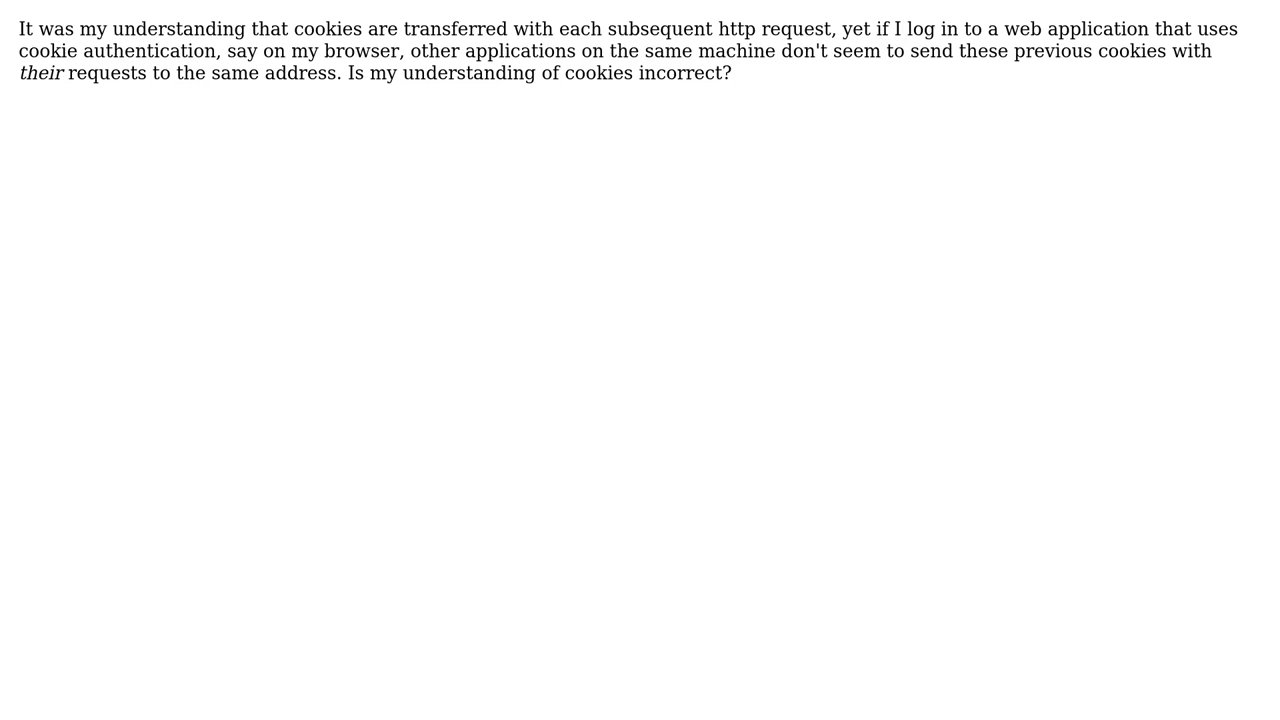 It was my understanding that cookies are transferred with each subsequent http request, yet if I log in to a web application that uses
cookie authentication, say on my browser, other applications on the same machine don't seem to send these previous cookies with
their requests to the same address. Is my understanding of cookies incorrect?